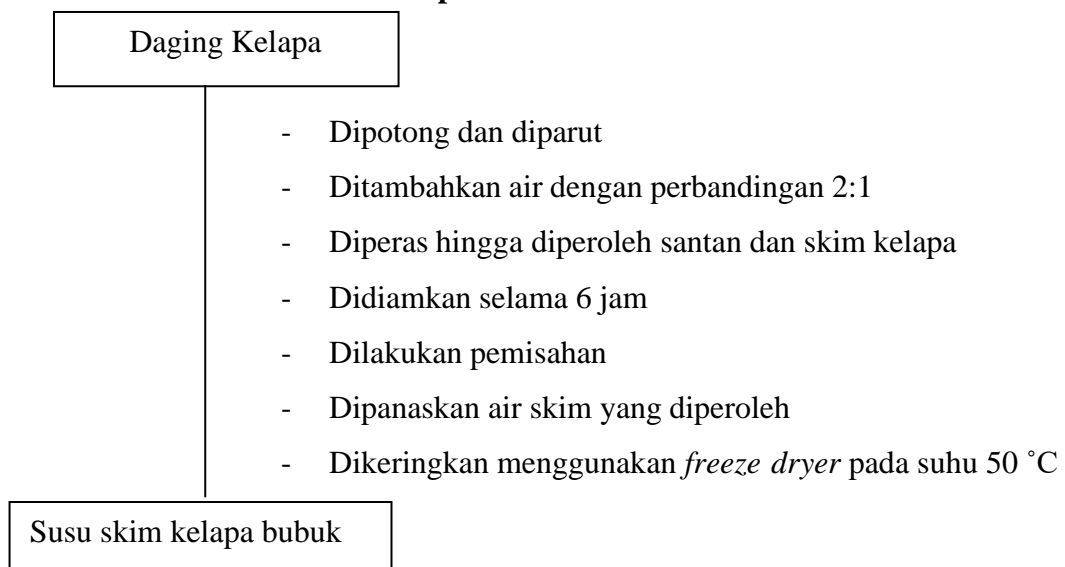 Daging Kelapa
- Dipotong dan diparut
- Ditambahkan air dengan perbandingan 2:1
- Diperas hingga diperoleh santan dan skim kelapa
- Didiamkan selama 6 jam
- Dilakukan pemisahan
- Dipanaskan air skim yang diperoleh
- Dikeringkan menggunakan freeze dryer pada suhu 50 ˚C
Susu skim kelapa bubuk